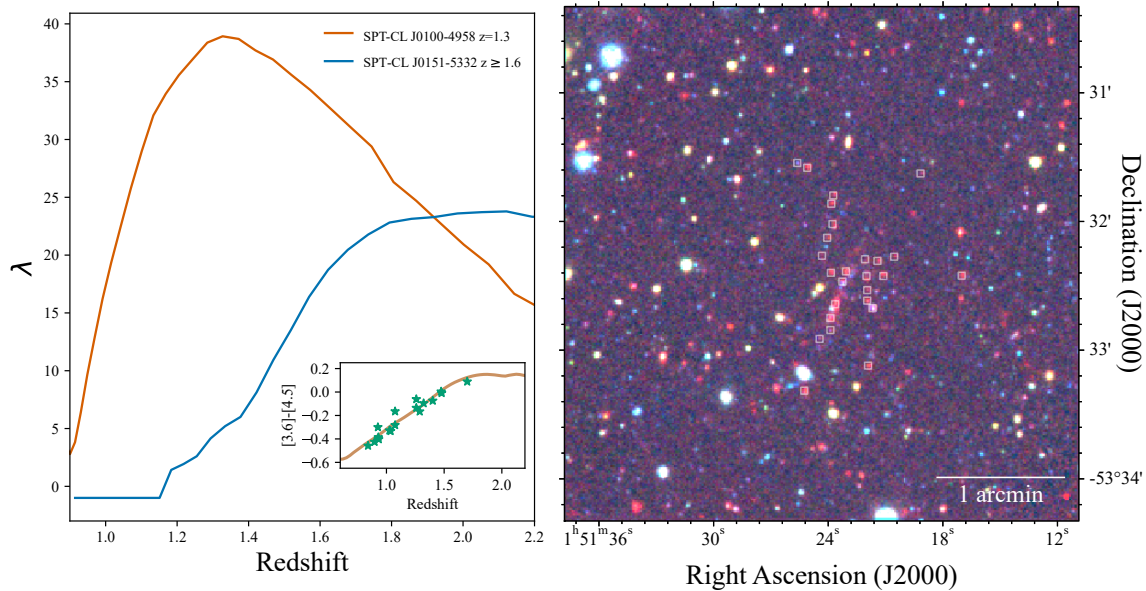 40
35
30
25
20
15
10
5
0
λ
SPT-CL J0100-4958 z=1.3
SPT-CL J0151-5332 z ≥ 1.6
0.2
0.0
−0.2
−0.4
−0.6
[3.6]-[4.5]
1.0 1.5 2.0
Redshift
1.0 1.2 1.4 1.6 1.8 2.0 2.2
Redshift
31'
32'
33'
-53°34'
Declination (J2000)
1 arcmin
1ʰ51ᵐ36ˢ 30ˢ 24ˢ 18ˢ 12ˢ
Right Ascension (J2000)